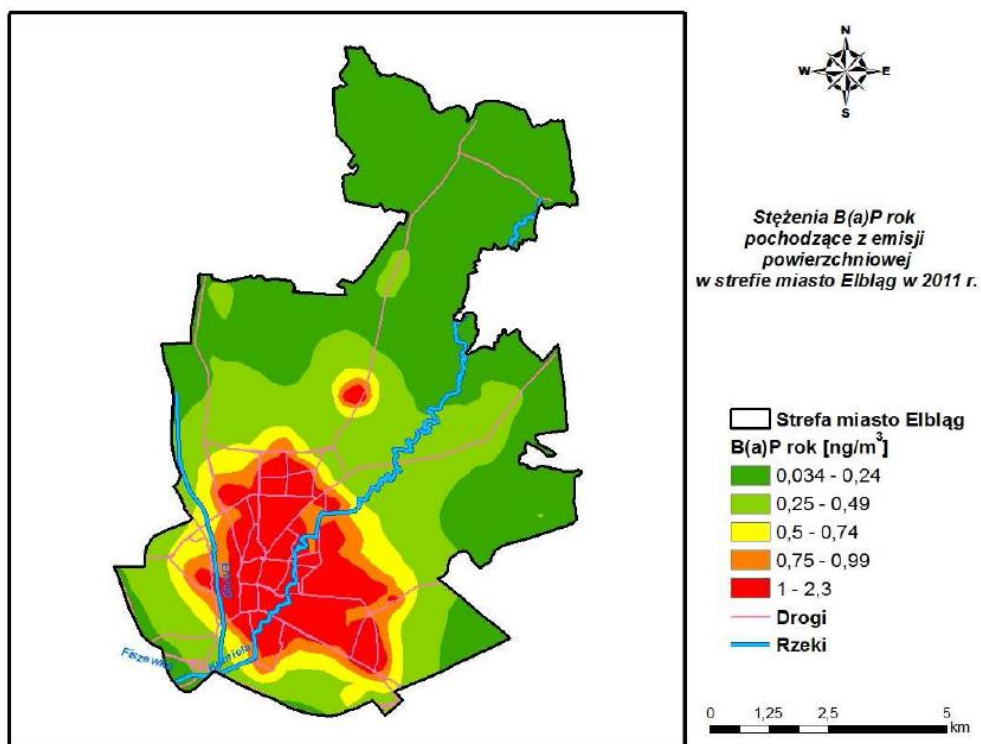 N
W
E
S
Stężenia B(a)P rok
pochodzące z emisji
powierzchniowej
w strefie miasto Elbląg w 2011 r.
Strefa miasto Elbląg
B(a)P rok [ng/m³]
0,034 - 0,24
0,25 - 0,49
0,5 - 0,74
0,75 - 0,99
1 - 2,3
Drogi
Rzeki
0 1,25 2,5 5
km
Elbląg
Kumiela